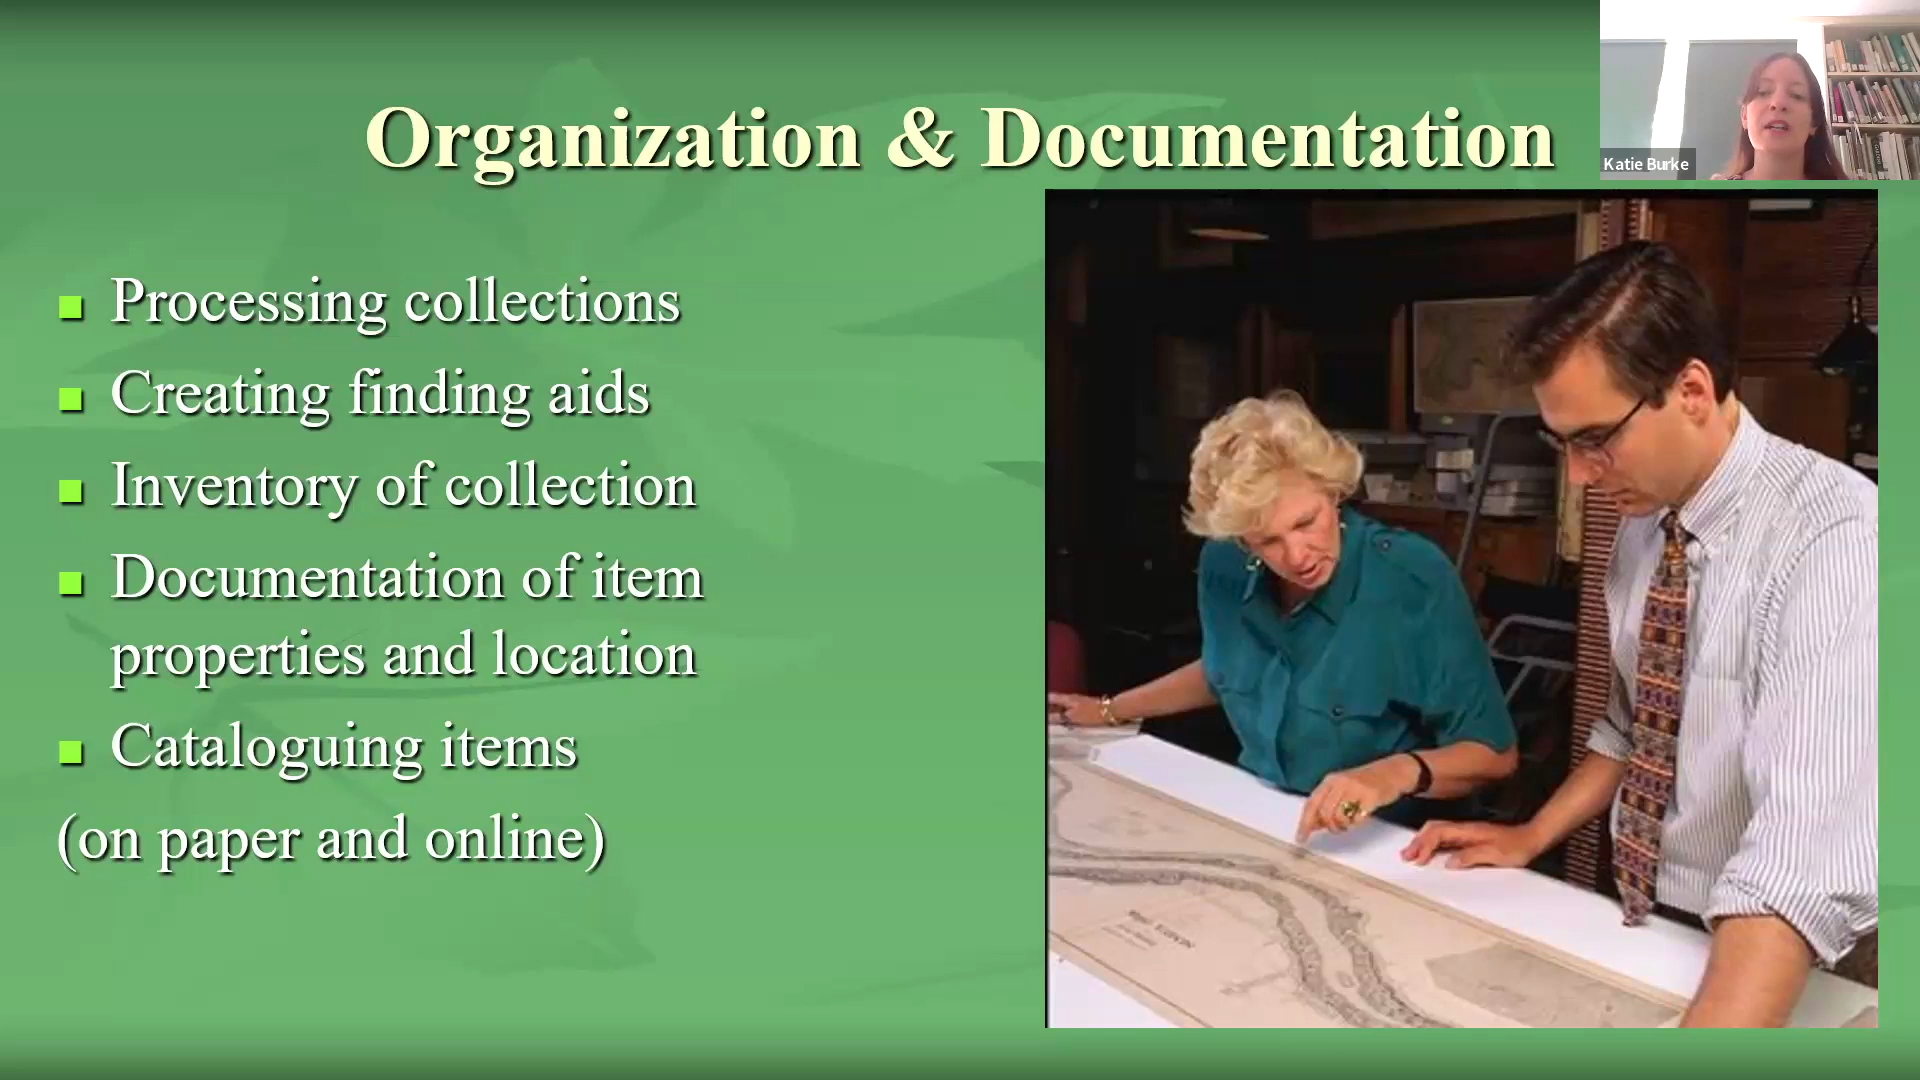 Organization & Documentation
Katie Burke
Processing collections
Creating finding aids
Inventory of collection
Documentation of item
properties and location
Cataloguing items
(on paper and online)